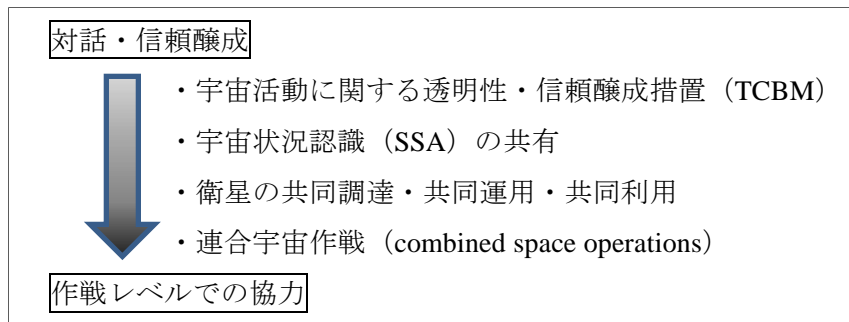 対話・信頼醸成
・宇宙活動に関する透明性・信頼醸成措置（TCBM）
・宇宙状況認識（SSA）の共有
・衛星の共同調達・共同運用・共同利用
・連合宇宙作戦（combined space operations）
作戦レベルでの協力